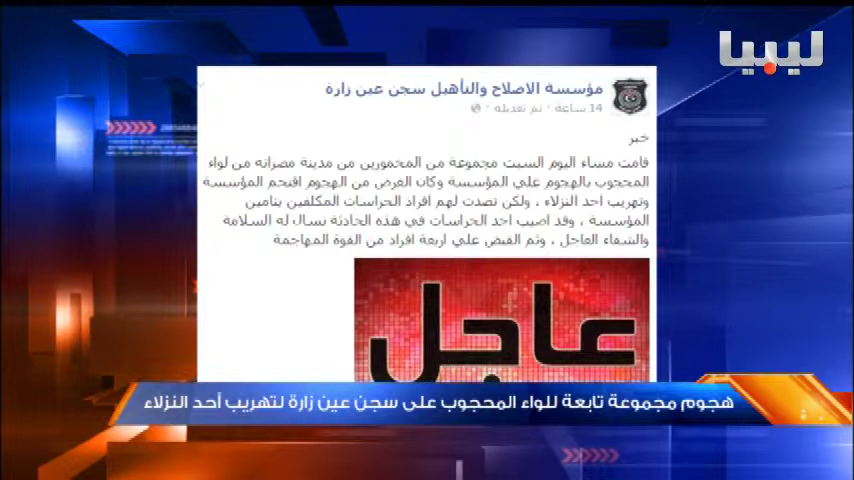 ليبيا
مؤسسة الاصلاح والتأهيل سجن عين زارة
14 ساعة · تم تعديله ·
خبر
قامت مساء اليوم السبت مجموعة من المخمورين من مدينة مصراته من لواء
المحجوب بالهجوم علي المؤسسة وكان الغرض من الهجوم اقتحم المؤسسة
وتهريب احد النزلاء ، ولكن تصدت لهم افراد الحراسات المكلفين بتامين
المؤسسة ، وقد اصيب احد الحراسات في هذه الحادثة نسال له السلامة
والشفاء العاجل ، وثم القبض علي اربعة افراد من القوة المهاجمة
عاجل
هجوم مجموعة تابعة للواء المحجوب على سجن عين زارة لتهريب أحد النزلاء